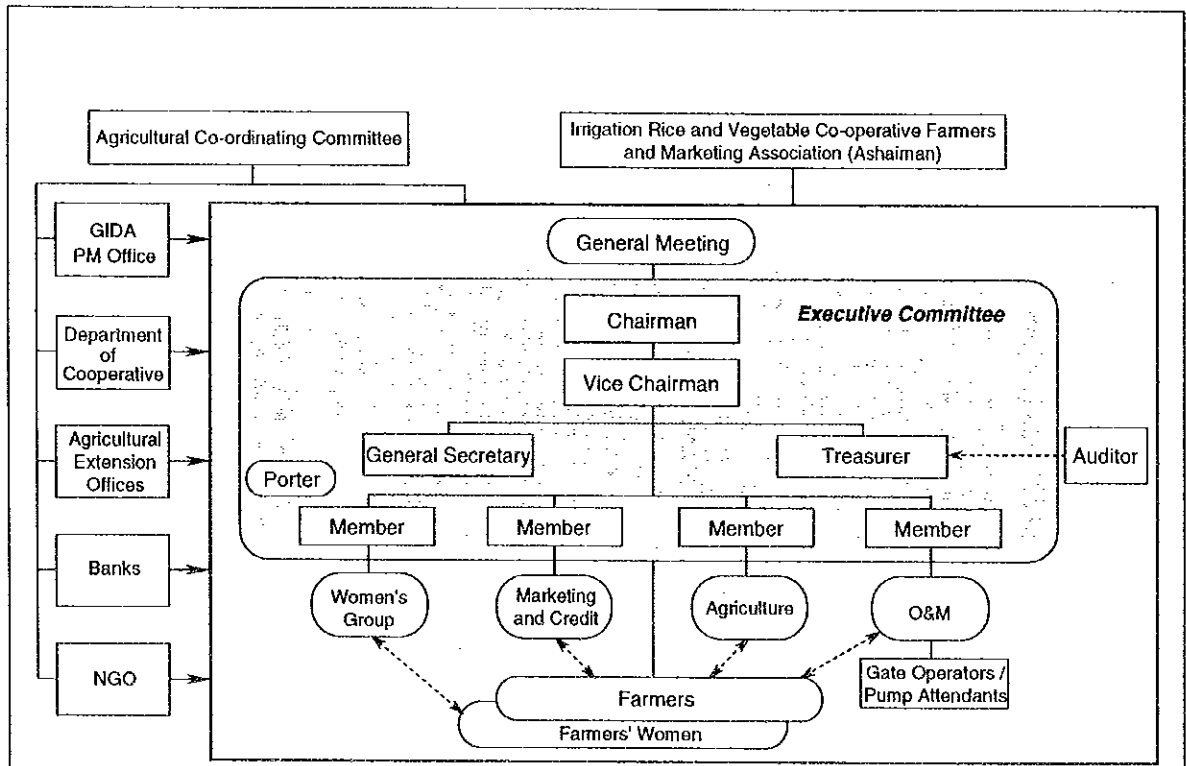 Agricultural Co-ordinating Committee
Irrigation Rice and Vegetable Co-operative Farmers
and Marketing Association (Ashaiman)
GIDA
PM Office
Department
of
Cooperative
Agricultural
Extension
Offices
Banks
NGO
General Meeting
Executive Committee
Chairman
Vice Chairman
General Secretary
Treasurer
Auditor
Porter
Member
Member
Member
Member
Women's
Group
Marketing
and Credit
Agriculture
O&M
Gate Operators /
Pump Attendants
Farmers
Farmers' Women